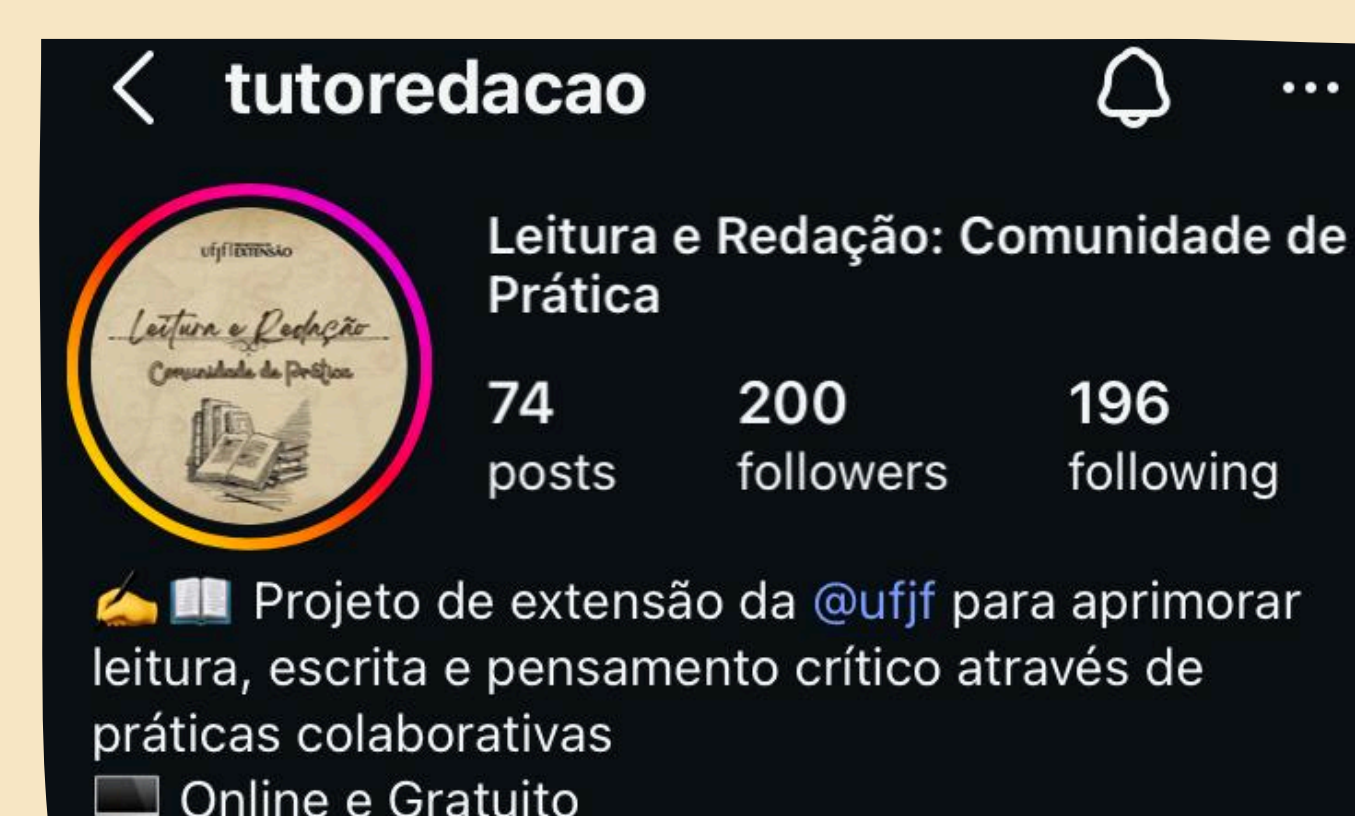 tutoredacao
ufjf EXTENSÃO
Leitura e Redação
Comunidade de Prática
Leitura e Redação: Comunidade de
Prática
74 200 196
posts followers following
✍️📖 Projeto de extensão da @ufjf para aprimorar
leitura, escrita e pensamento crítico através de
práticas colaborativas
💻 Online e Gratuito